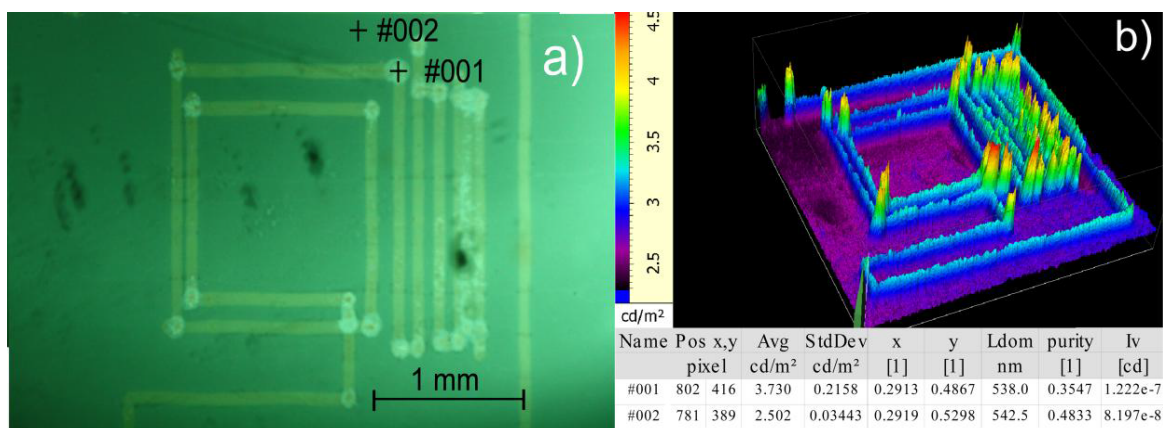 a)
+ #002
+ #001
1 mm
b)
4.5
4
3.5
3
2.5
cd/m²
Name Pos x,y Avg StdDev x y Ldom purity Iv
pixel cd/m² cd/m² [1] [1] nm [1] [cd]
#001 802 416 3.730 0.2158 0.2913 0.4867 538.0 0.3547 1.222e-7
#002 781 389 2.502 0.03443 0.2919 0.5298 542.5 0.4833 8.197e-8